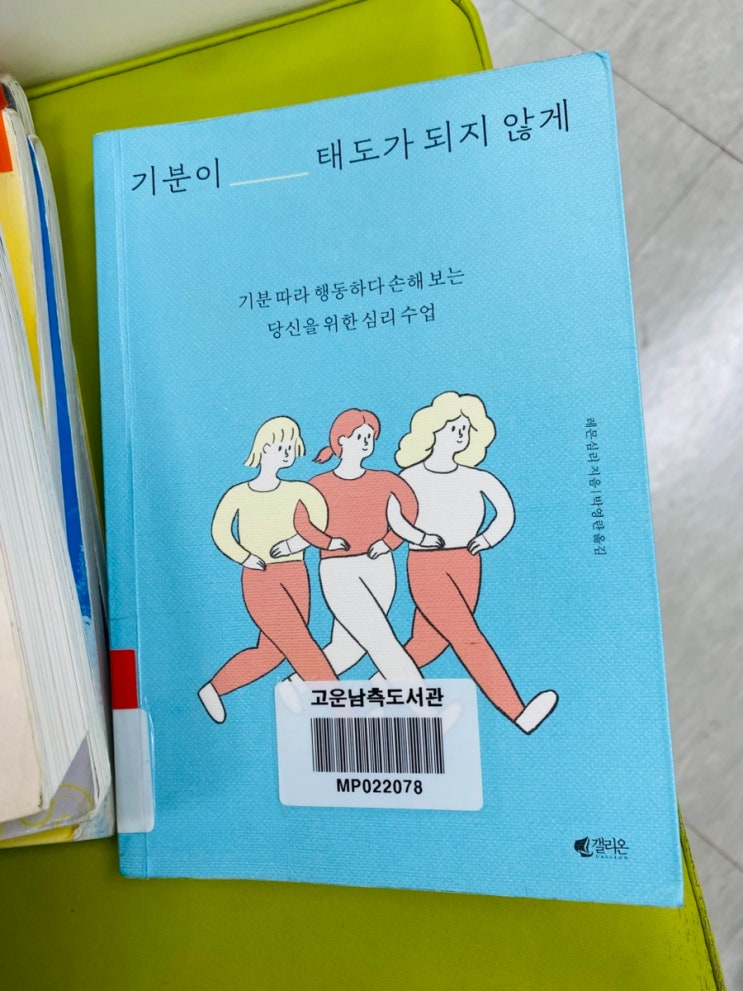 기분이 태도가 되지 않게
기분 따라 행동하다 손해 보는
당신을 위한 심리 수업
레몬심리 지음 | 박영란 옮김
고운남측도서관
MP022078
갤리온
GALLEON